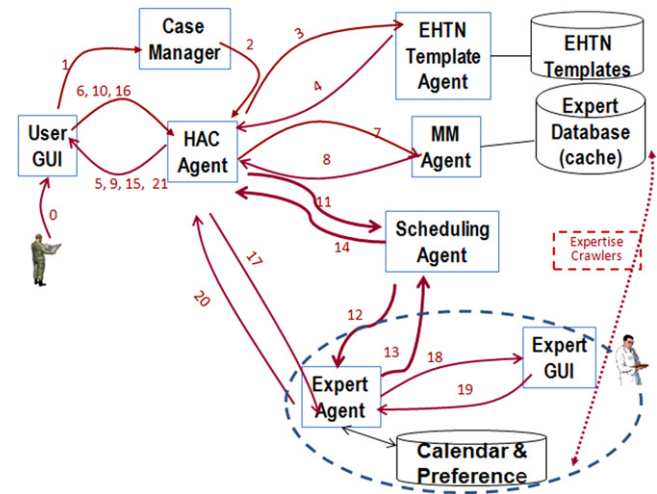 Case
Manager
1
2
3
4
EHTN
Template
Agent
EHTN
Templates
6, 10, 16
User
GUI
HAC
Agent
5, 9, 15, 21
7
8
MM
Agent
Expert
Database
(cache)
0
11
14
Scheduling
Agent
Expertise
Crawlers
17
20
12
13
18
19
Expert
Agent
Expert
GUI
Calendar &
Preference